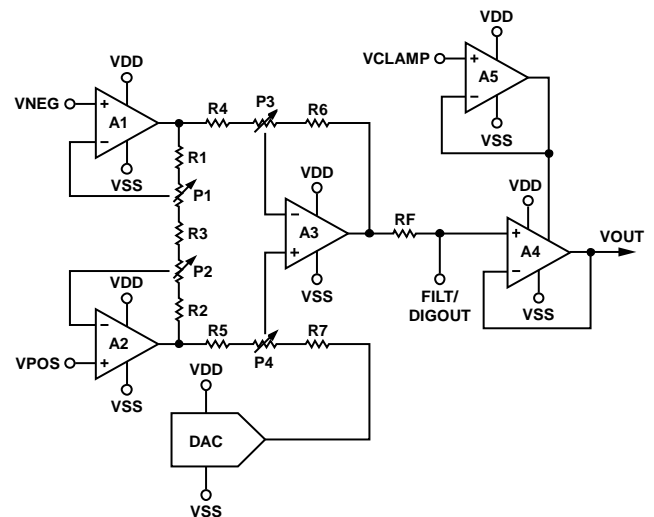 VDD
VCLAMP
+
A5
−
VSS
VDD
VNEG
+
A1
−
VSS
R4
P3
R6
R1
P1
R3
P2
R2
VDD
−
A3
+
VSS
RF
FILT/
DIGOUT
VDD
+
A4
−
VSS
VOUT
VDD
−
A2
VPOS
+
VSS
R5
P4
R7
VDD
DAC
VSS